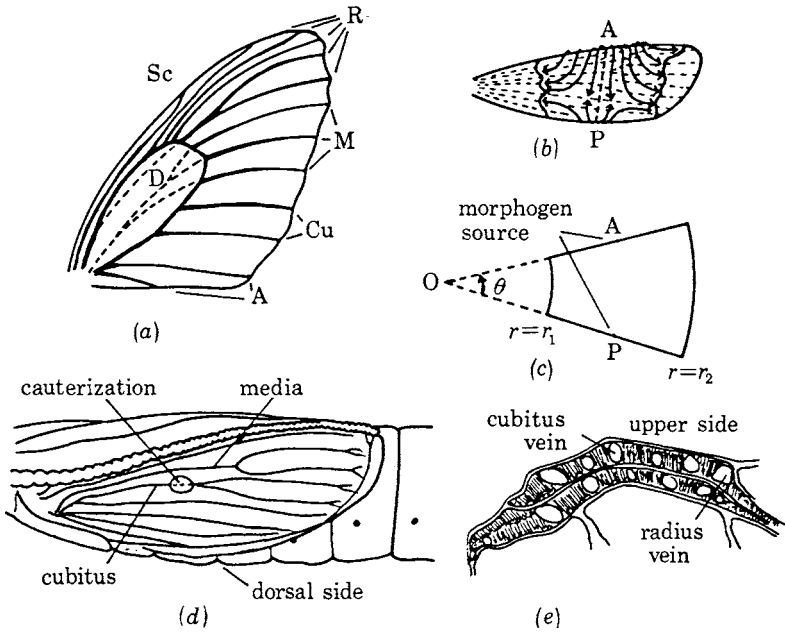 R
Sc
D
M
Cu
A
(a)
A
P
(b)
morphogen
source
A
O
θ
r=r₁
P
r=r₂
(c)
cauterization
media
cubitus
dorsal side
(d)
cubitus
vein
upper side
radius
vein
(e)